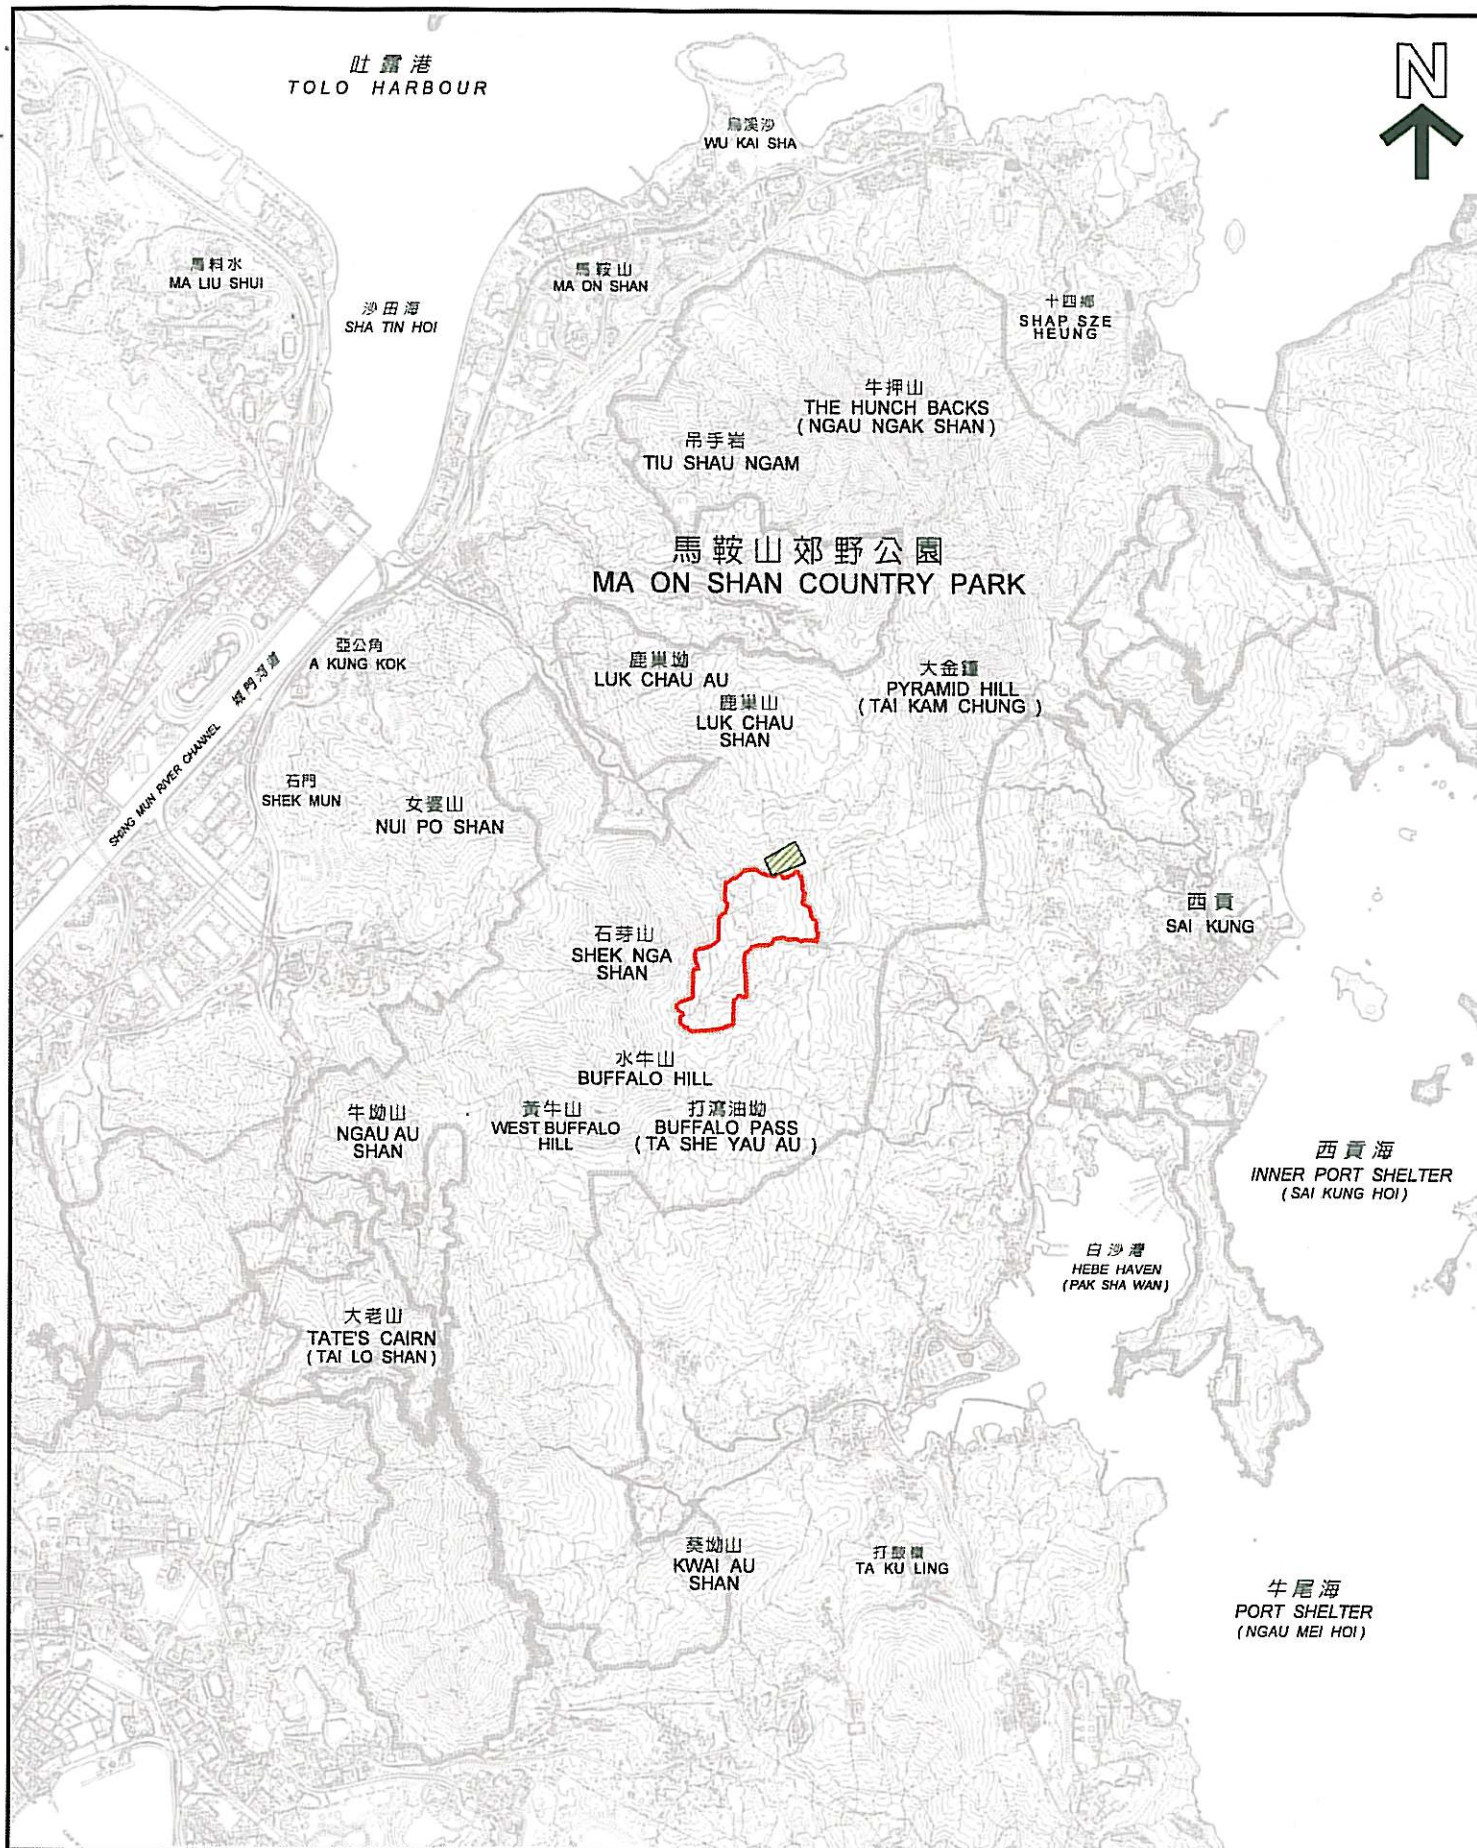 吐露港
TOLO HARBOUR
N
烏溪沙
WU KAI SHA
馬料水
MA LIU SHUI
馬鞍山
MA ON SHAN
沙田海
SHA TIN HOI
十四鄉
SHAP SZE
HEUNG
牛押山
THE HUNCH BACKS
(NGAU NGAK SHAN)
吊手岩
TIU SHAU NGAM
馬鞍山郊野公園
MA ON SHAN COUNTRY PARK
亞公角
A KUNG KOK
鹿巢坳
LUK CHAU AU
大金鐘
PYRAMID HILL
(TAI KAM CHUNG)
鹿巢山
LUK CHAU
SHAN
SHING MUN RIVER CHANNEL 城門河道
石門
SHEK MUN
女婆山
NUI PO SHAN
西貢
SAI KUNG
石芽山
SHEK NGA
SHAN
水牛山
BUFFALO HILL
牛坳山
NGAU AU
SHAN
黃牛山
WEST BUFFALO
HILL
打瀉油坳
BUFFALO PASS
(TA SHE YAU AU)
西貢海
INNER PORT SHELTER
(SAI KUNG HOI)
白沙灣
HEBE HAVEN
(PAK SHA WAN)
大老山
TATE'S CAIRN
(TAI LO SHAN)
葵坳山
KWAI AU
SHAN
打鼓嶺
TA KU LING
牛尾海
PORT SHELTER
(NGAU MEI HOI)